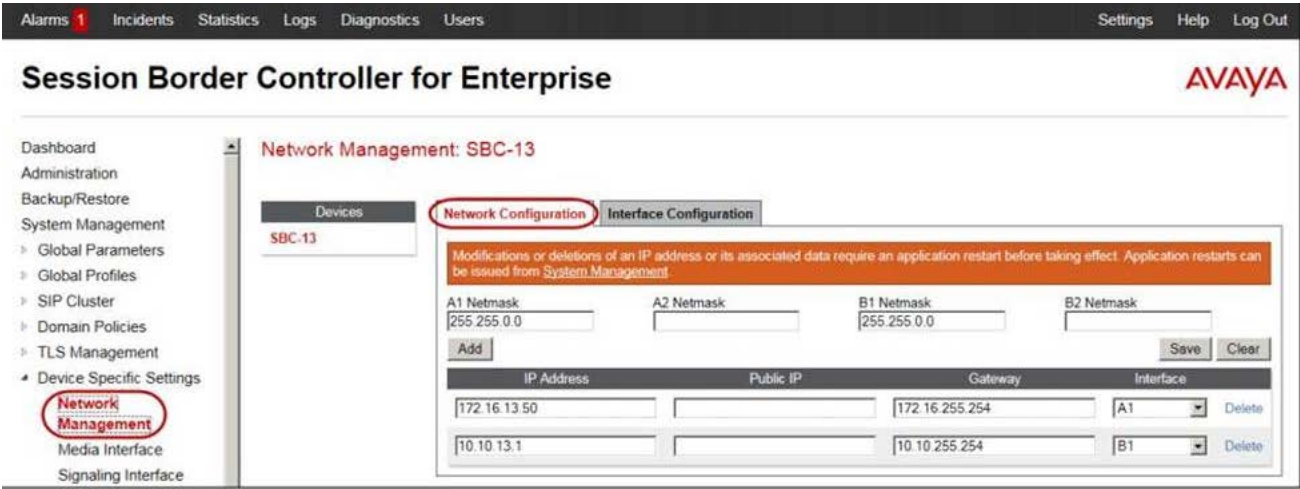 Alarms 1 Incidents Statistics Logs Diagnostics Users Settings Help Log Out
Session Border Controller for Enterprise
AVAYA
Dashboard
Administration
Backup/Restore
System Management
Global Parameters
Global Profiles
SIP Cluster
Domain Policies
TLS Management
Device Specific Settings
Network
Management
Media Interface
Signaling Interface
Network Management: SBC-13
Devices
SBC-13
Network Configuration Interface Configuration
Modifications or deletions of an IP address or its associated data require an application restart before taking effect. Application restarts can
be issued from System Management.
A1 Netmask A2 Netmask B1 Netmask B2 Netmask
255.255.0.0 255.255.0.0
Add Save Clear
IP Address Public IP Gateway Interface
172.16.13.50 172.16.255.254 A1 Delete
10.10.13.1 10.10.255.254 B1 Delete